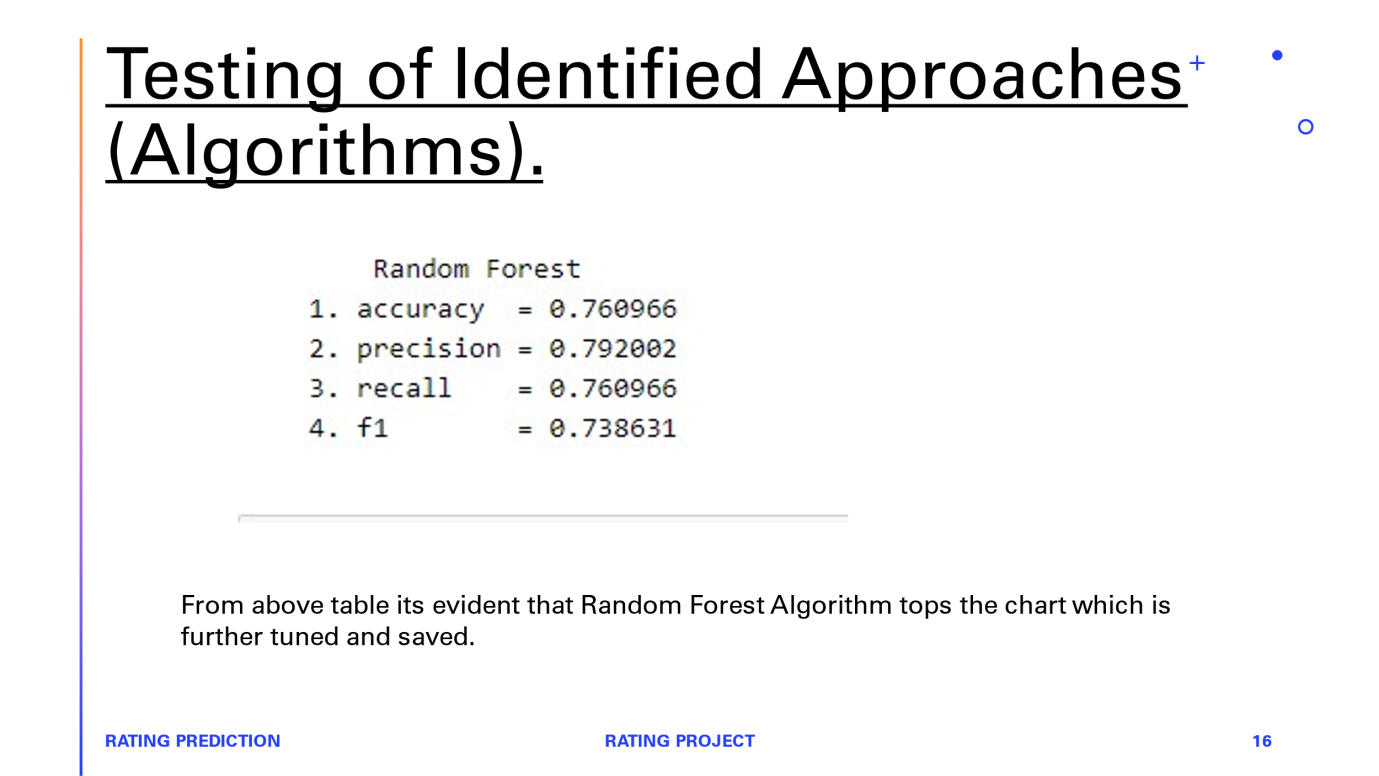 Testing of Identified Approaches
(Algorithms).
Random Forest
1. accuracy = 0.760966
2. precision = 0.792002
3. recall = 0.760966
4. f1 = 0.738631
From above table its evident that Random Forest Algorithm tops the chart which is
further tuned and saved.
RATING PREDICTION
RATING PROJECT
16